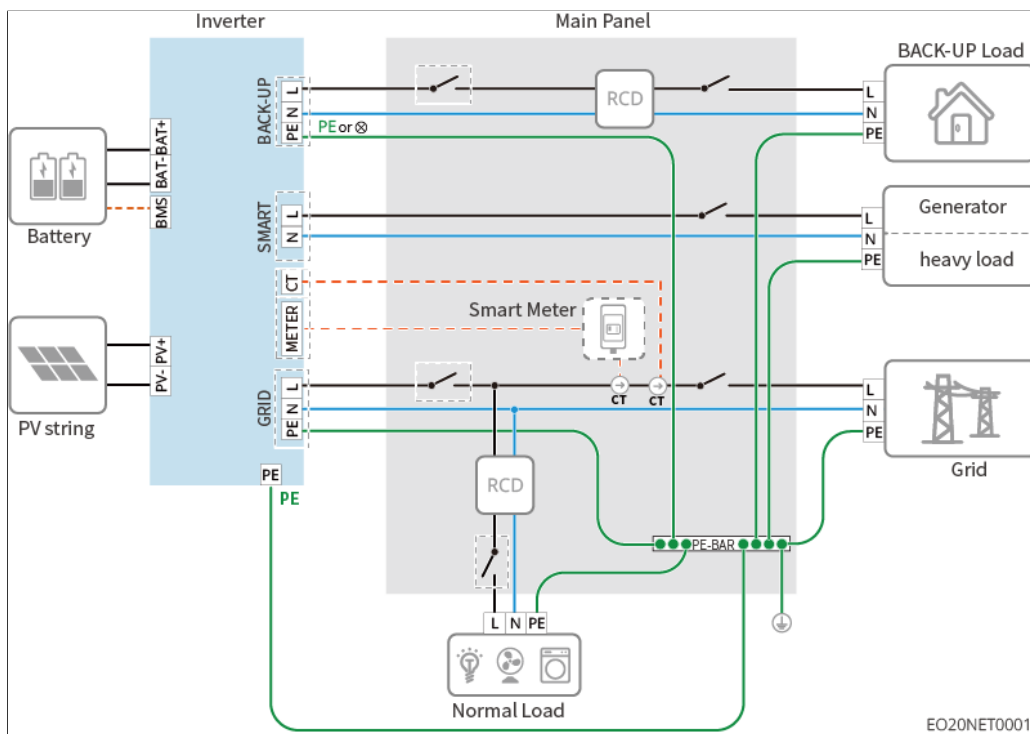 Inverter
Main Panel
BACK-UP Load
BACK-UP
L
N
PE
PE or ⊗
RCD
L
N
PE
BAT+
BAT-
BMS
Battery
SMART
L
N
Generator
heavy load
L
N
PE
CT
METER
Smart Meter
CT
CT
PV+
PV-
PV string
GRID
L
N
PE
L
N
PE
Grid
PE
PE
RCD
PE-BAR
L
N
PE
Normal Load
EO20NET0001